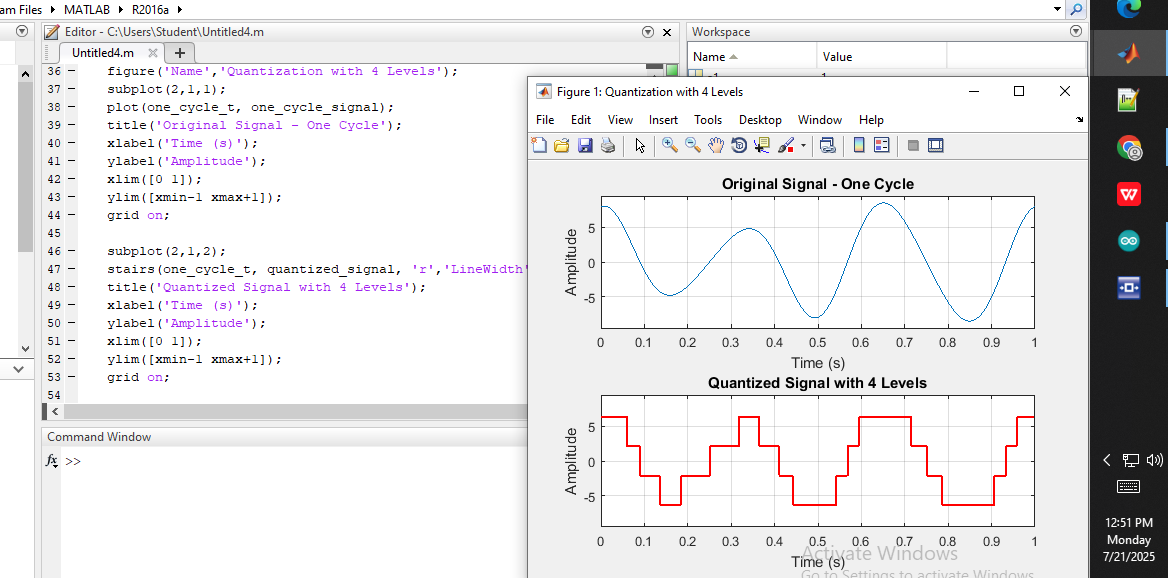 am Files ▸ MATLAB ▸ R2016a ▸
Editor - C:\Users\Student\Untitled4.m
Untitled4.m
36 – figure('Name','Quantization with 4 Levels');
37 – subplot(2,1,1);
38 – plot(one_cycle_t, one_cycle_signal);
39 – title('Original Signal - One Cycle');
40 – xlabel('Time (s)');
41 – ylabel('Amplitude');
42 – xlim([0 1]);
43 – ylim([xmin-1 xmax+1]);
44 – grid on;
45
46 – subplot(2,1,2);
47 – stairs(one_cycle_t, quantized_signal, 'r','LineWidth'
48 – title('Quantized Signal with 4 Levels');
49 – xlabel('Time (s)');
50 – ylabel('Amplitude');
51 – xlim([0 1]);
52 – ylim([xmin-1 xmax+1]);
53 – grid on;
54
Command Window
fx >>
Workspace
Name Value
Figure 1: Quantization with 4 Levels
File Edit View Insert Tools Desktop Window Help
Original Signal - One Cycle
Amplitude
5
0
-5
0 0.1 0.2 0.3 0.4 0.5 0.6 0.7 0.8 0.9 1
Time (s)
Quantized Signal with 4 Levels
Amplitude
5
0
-5
0 0.1 0.2 0.3 0.4 0.5 0.6 0.7 0.8 0.9 1
Time (s)
Activate Windows
Go to Settings to activate Windows
12:51 PM
Monday
7/21/2025